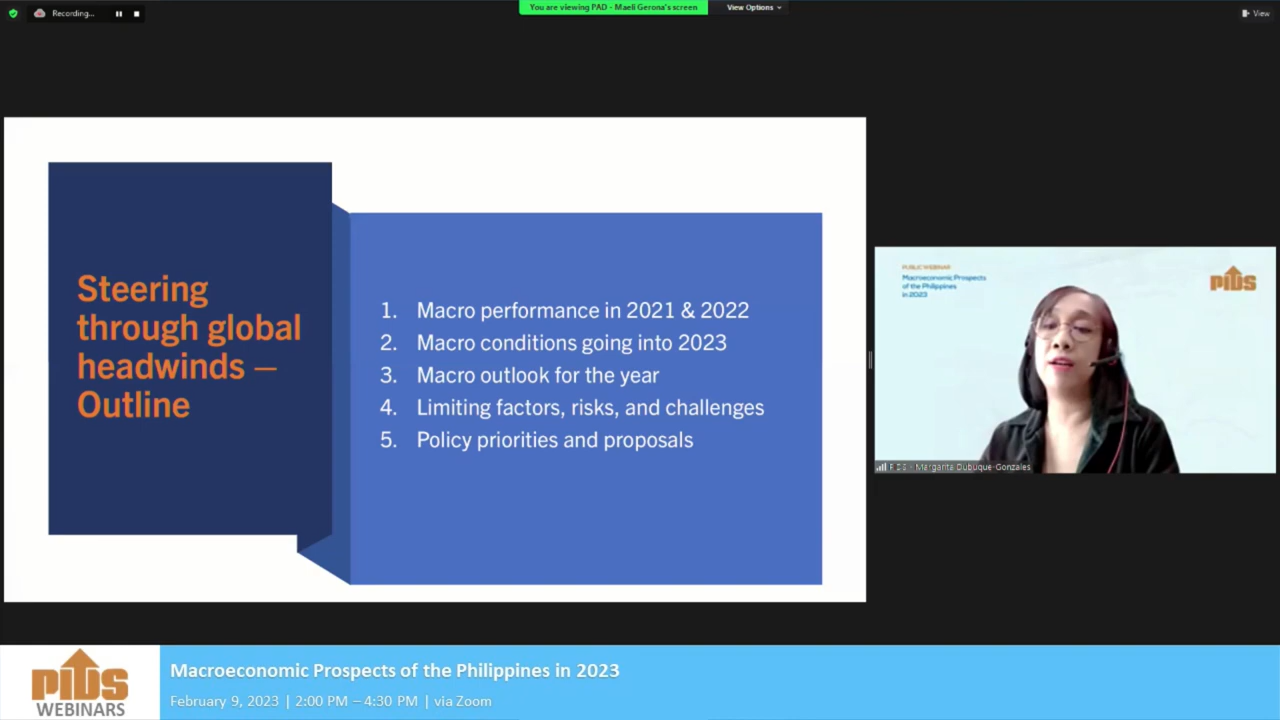 Recording...
You are viewing PAD - Maeli Gerona's screen
View Options
View
Steering
through global
headwinds –
Outline
1. Macro performance in 2021 & 2022
2. Macro conditions going into 2023
3. Macro outlook for the year
4. Limiting factors, risks, and challenges
5. Policy priorities and proposals
PUBLIC WEBINAR
Macroeconomic Prospects
of the Philippines
in 2023
PIDS
PIDS - Margarita Dubuque-Gonzales
PIDS
WEBINARS
Macroeconomic Prospects of the Philippines in 2023
February 9, 2023 | 2:00 PM – 4:30 PM | via Zoom